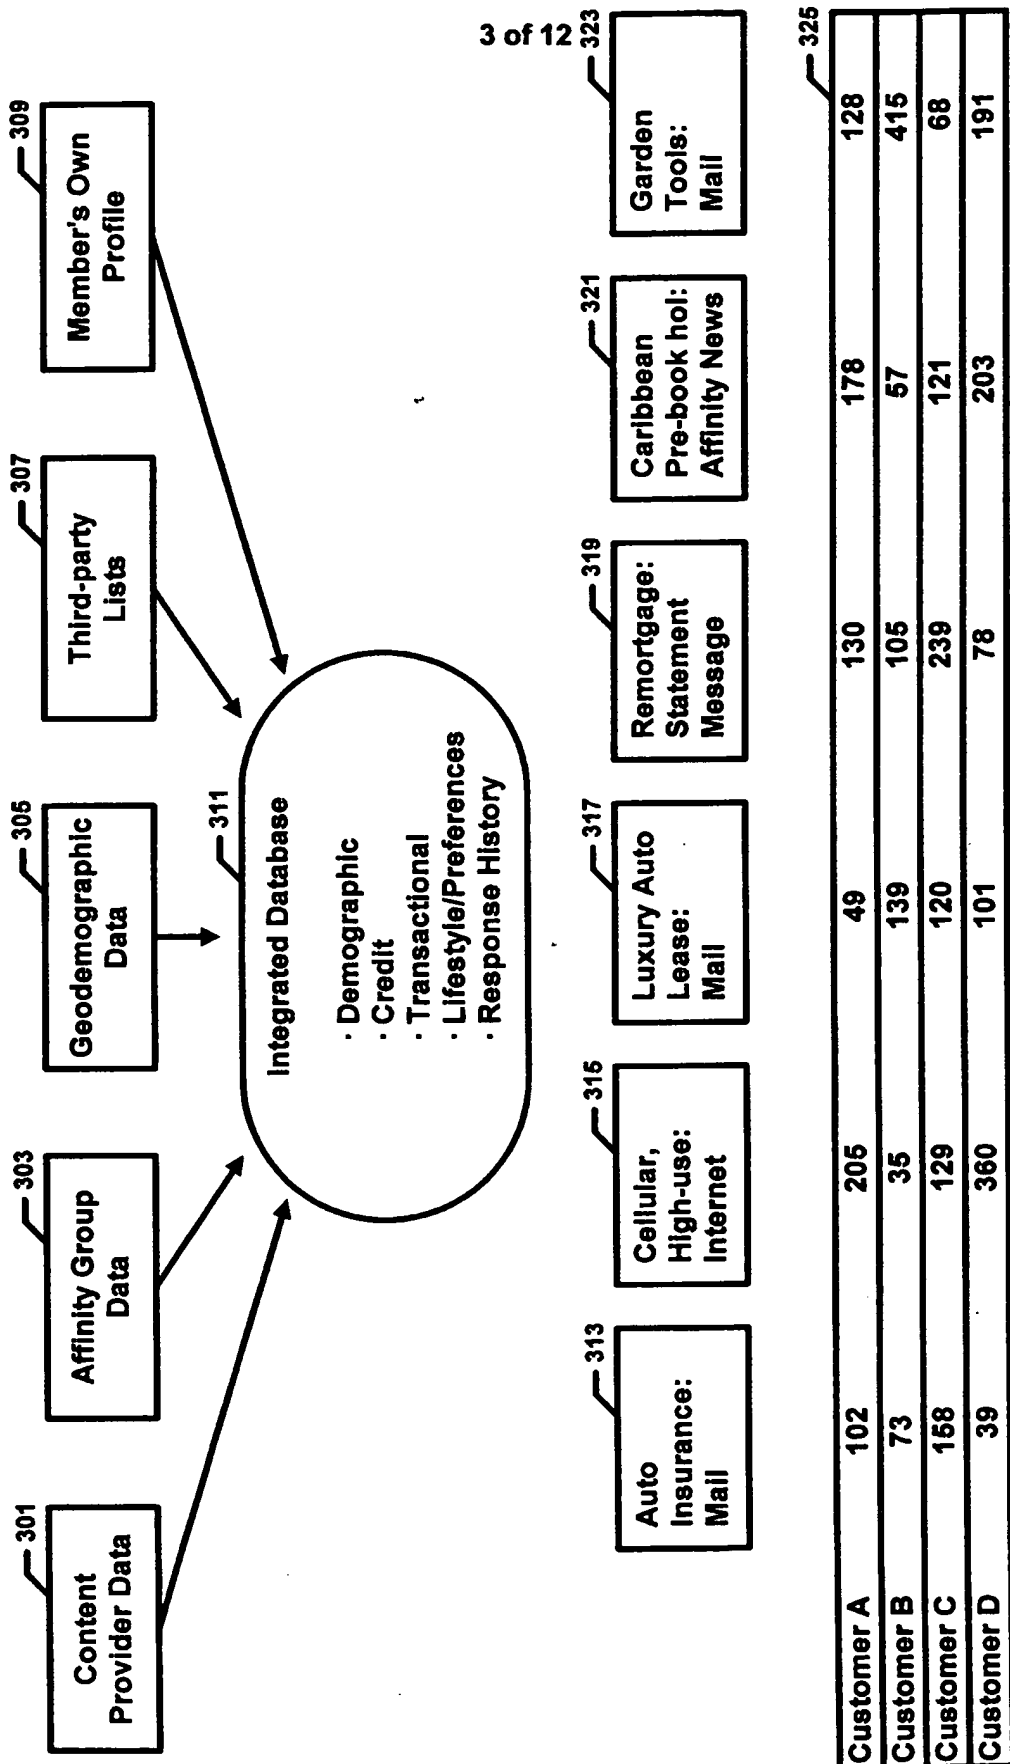 3 of 12
301
Content
Provider Data
303
Affinity Group
Data
305
Geodemographic
Data
307
Third-party
Lists
309
Member's Own
Profile
311
Integrated Database
· Demographic
· Credit
· Transactional
· Lifestyle/Preferences
· Response History
313
Auto
Insurance:
Mail
315
Cellular,
High-use:
Internet
317
Luxury Auto
Lease:
Mail
319
Remortgage:
Statement
Message
321
Caribbean
Pre-book hol:
Affinity News
323
Garden
Tools:
Mail
325
Customer A 102 205 49 130 178 128
Customer B 73 35 139 105 57 415
Customer C 158 129 120 239 121 68
Customer D 39 360 101 78 203 191